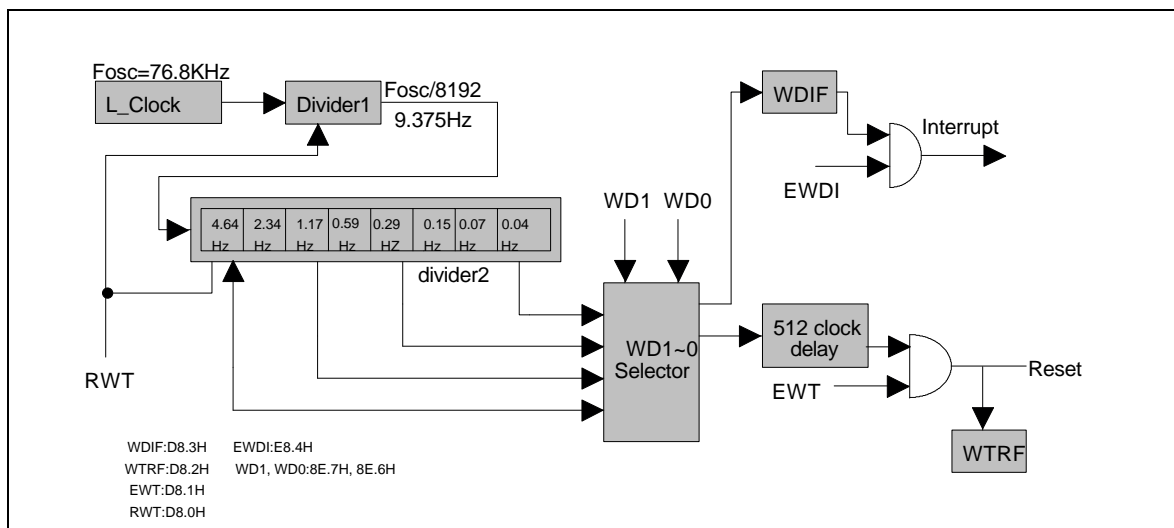 Fosc=76.8KHz
L_Clock
Divider1
Fosc/8192
9.375Hz
WDIF
Interrupt
EWDI
WD1 WD0
4.64 2.34 1.17 0.59 0.29 0.15 0.07 0.04
Hz Hz Hz Hz HZ Hz Hz Hz
divider2
WD1~0
Selector
512 clock
delay
EWT
Reset
WTRF
RWT
WDIF:D8.3H EWDI:E8.4H
WTRF:D8.2H WD1, WD0:8E.7H, 8E.6H
EWT:D8.1H
RWT:D8.0H